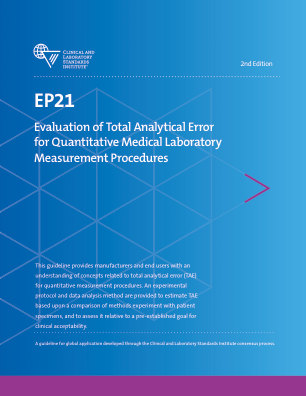 CLINICAL AND
LABORATORY
STANDARDS
INSTITUTE®
2nd Edition
EP21
Evaluation of Total Analytical Error
for Quantitative Medical Laboratory
Measurement Procedures
This guideline provides manufacturers and end users with an
understanding of concepts related to total analytical error (TAE)
for quantitative measurement procedures. An experimental
protocol and data analysis method are provided to estimate TAE
based upon a comparison of methods experiment with patient
specimens, and to assess it relative to a pre-established goal for
clinical acceptability.
A guideline for global application developed through the Clinical and Laboratory Standards Institute consensus process.